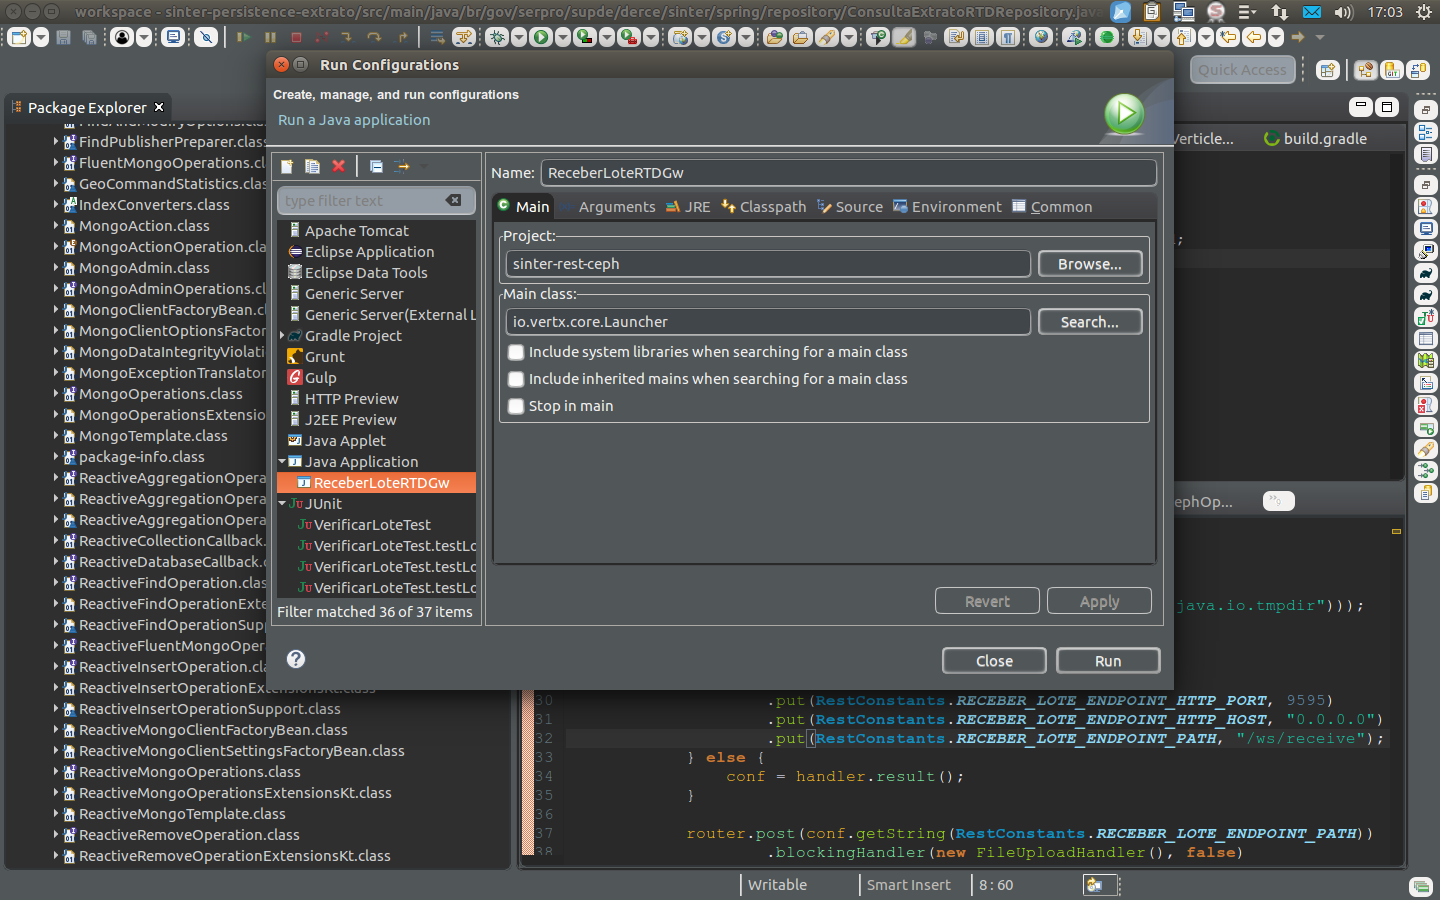 workspace - sinter-persistence-extrato/src/main/java/br/gov/serpro/supde/derce/sinter/spring/repository/ConsultaExtratoRTDRepository.java
17:03
Quick Access
Package Explorer
FindPublisherPreparer.class
FluentMongoOperations.cl
GeoCommandStatistics.clas
IndexConverters.class
MongoAction.class
MongoActionOperation.cla
MongoAdmin.class
MongoAdminOperations.cl
MongoClientFactoryBean.cl
MongoClientOptionsFactor
MongoDataIntegrityViolati
MongoExceptionTranslator
MongoOperations.class
MongoOperationsExtensio
MongoTemplate.class
package-info.class
ReactiveAggregationOpera
ReactiveAggregationOpera
ReactiveAggregationOpera
ReactiveCollectionCallback.
ReactiveDatabaseCallback.c
ReactiveFindOperation.clas
ReactiveFindOperationExte
ReactiveFindOperationSupp
ReactiveFluentMongoOper
ReactiveInsertOperation.cla
ReactiveInsertOperationExtensionsKt.class
ReactiveInsertOperationSupport.class
ReactiveMongoClientFactoryBean.class
ReactiveMongoClientSettingsFactoryBean.class
ReactiveMongoOperations.class
ReactiveMongoOperationsExtensionsKt.class
ReactiveMongoTemplate.class
ReactiveRemoveOperation.class
ReactiveRemoveOperationExtensionsKt.class
Run Configurations
Create, manage, and run configurations
Run a Java application
type filter text
Apache Tomcat
Eclipse Application
Eclipse Data Tools
Generic Server
Generic Server(External L
Gradle Project
Grunt
Gulp
HTTP Preview
J2EE Preview
Java Applet
Java Application
ReceberLoteRTDGw
JUnit
VerificarLoteTest
VerificarLoteTest.testLo
VerificarLoteTest.testLo
VerificarLoteTest.testLo
Filter matched 36 of 37 items
Name: ReceberLoteRTDGw
Main Arguments JRE Classpath Source Environment Common
Project:
sinter-rest-ceph Browse...
Main class:
io.vertx.core.Launcher Search...
Include system libraries when searching for a main class
Include inherited mains when searching for a main class
Stop in main
Revert Apply
Close Run
Verticle... build.gradle
;
ephOp...
java.io.tmpdir")));
30 .put(RestConstants.RECEBER_LOTE_ENDPOINT_HTTP_PORT, 9595)
31 .put(RestConstants.RECEBER_LOTE_ENDPOINT_HTTP_HOST, "0.0.0.0")
32 .put(RestConstants.RECEBER_LOTE_ENDPOINT_PATH, "/ws/receive");
33 } else {
34 conf = handler.result();
35 }
36
37 router.post(conf.getString(RestConstants.RECEBER_LOTE_ENDPOINT_PATH))
38 .blockingHandler(new FileUploadHandler(), false)
Writable Smart Insert 8 : 60